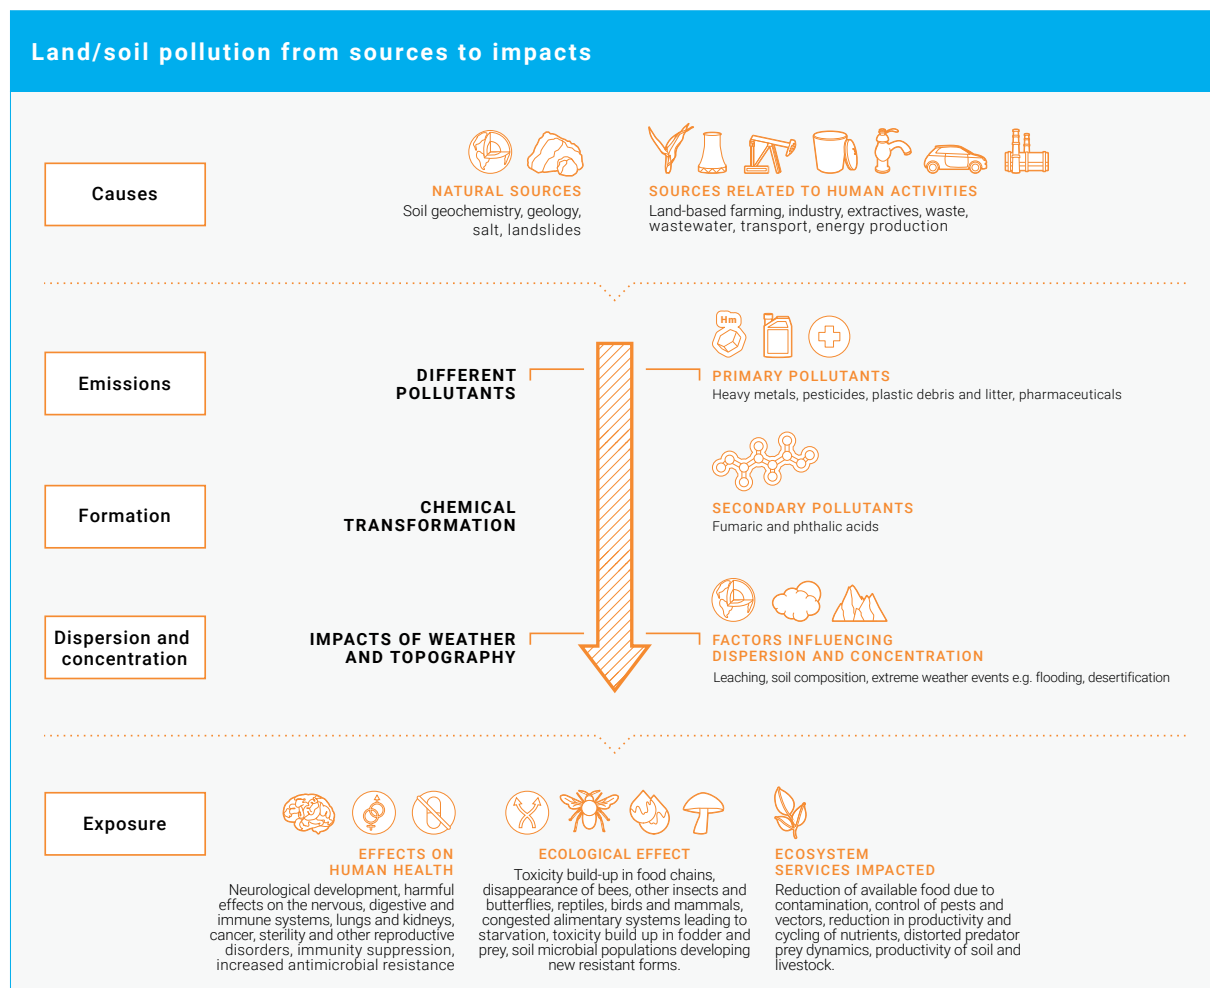 Land/soil pollution from sources to impacts
Causes
NATURAL SOURCES
Soil geochemistry, geology,
salt, landslides
SOURCES RELATED TO HUMAN ACTIVITIES
Land-based farming, industry, extractives, waste,
wastewater, transport, energy production
Emissions
DIFFERENT
POLLUTANTS
Hm
PRIMARY POLLUTANTS
Heavy metals, pesticides, plastic debris and litter, pharmaceuticals
Formation
CHEMICAL
TRANSFORMATION
SECONDARY POLLUTANTS
Fumaric and phthalic acids
Dispersion and
concentration
IMPACTS OF WEATHER
AND TOPOGRAPHY
FACTORS INFLUENCING
DISPERSION AND CONCENTRATION
Leaching, soil composition, extreme weather events e.g. flooding, desertification
Exposure
EFFECTS ON
HUMAN HEALTH
Neurological development, harmful
effects on the nervous, digestive and
immune systems, lungs and kidneys,
cancer, sterility and other reproductive
disorders, immunity suppression,
increased antimicrobial resistance
ECOLOGICAL EFFECT
Toxicity build-up in food chains,
disappearance of bees, other insects and
butterflies, reptiles, birds and mammals,
congested alimentary systems leading to
starvation, toxicity build up in fodder and
prey, soil microbial populations developing
new resistant forms.
ECOSYSTEM
SERVICES IMPACTED
Reduction of available food due to
contamination, control of pests and
vectors, reduction in productivity and
cycling of nutrients, distorted predator
prey dynamics, productivity of soil and
livestock.